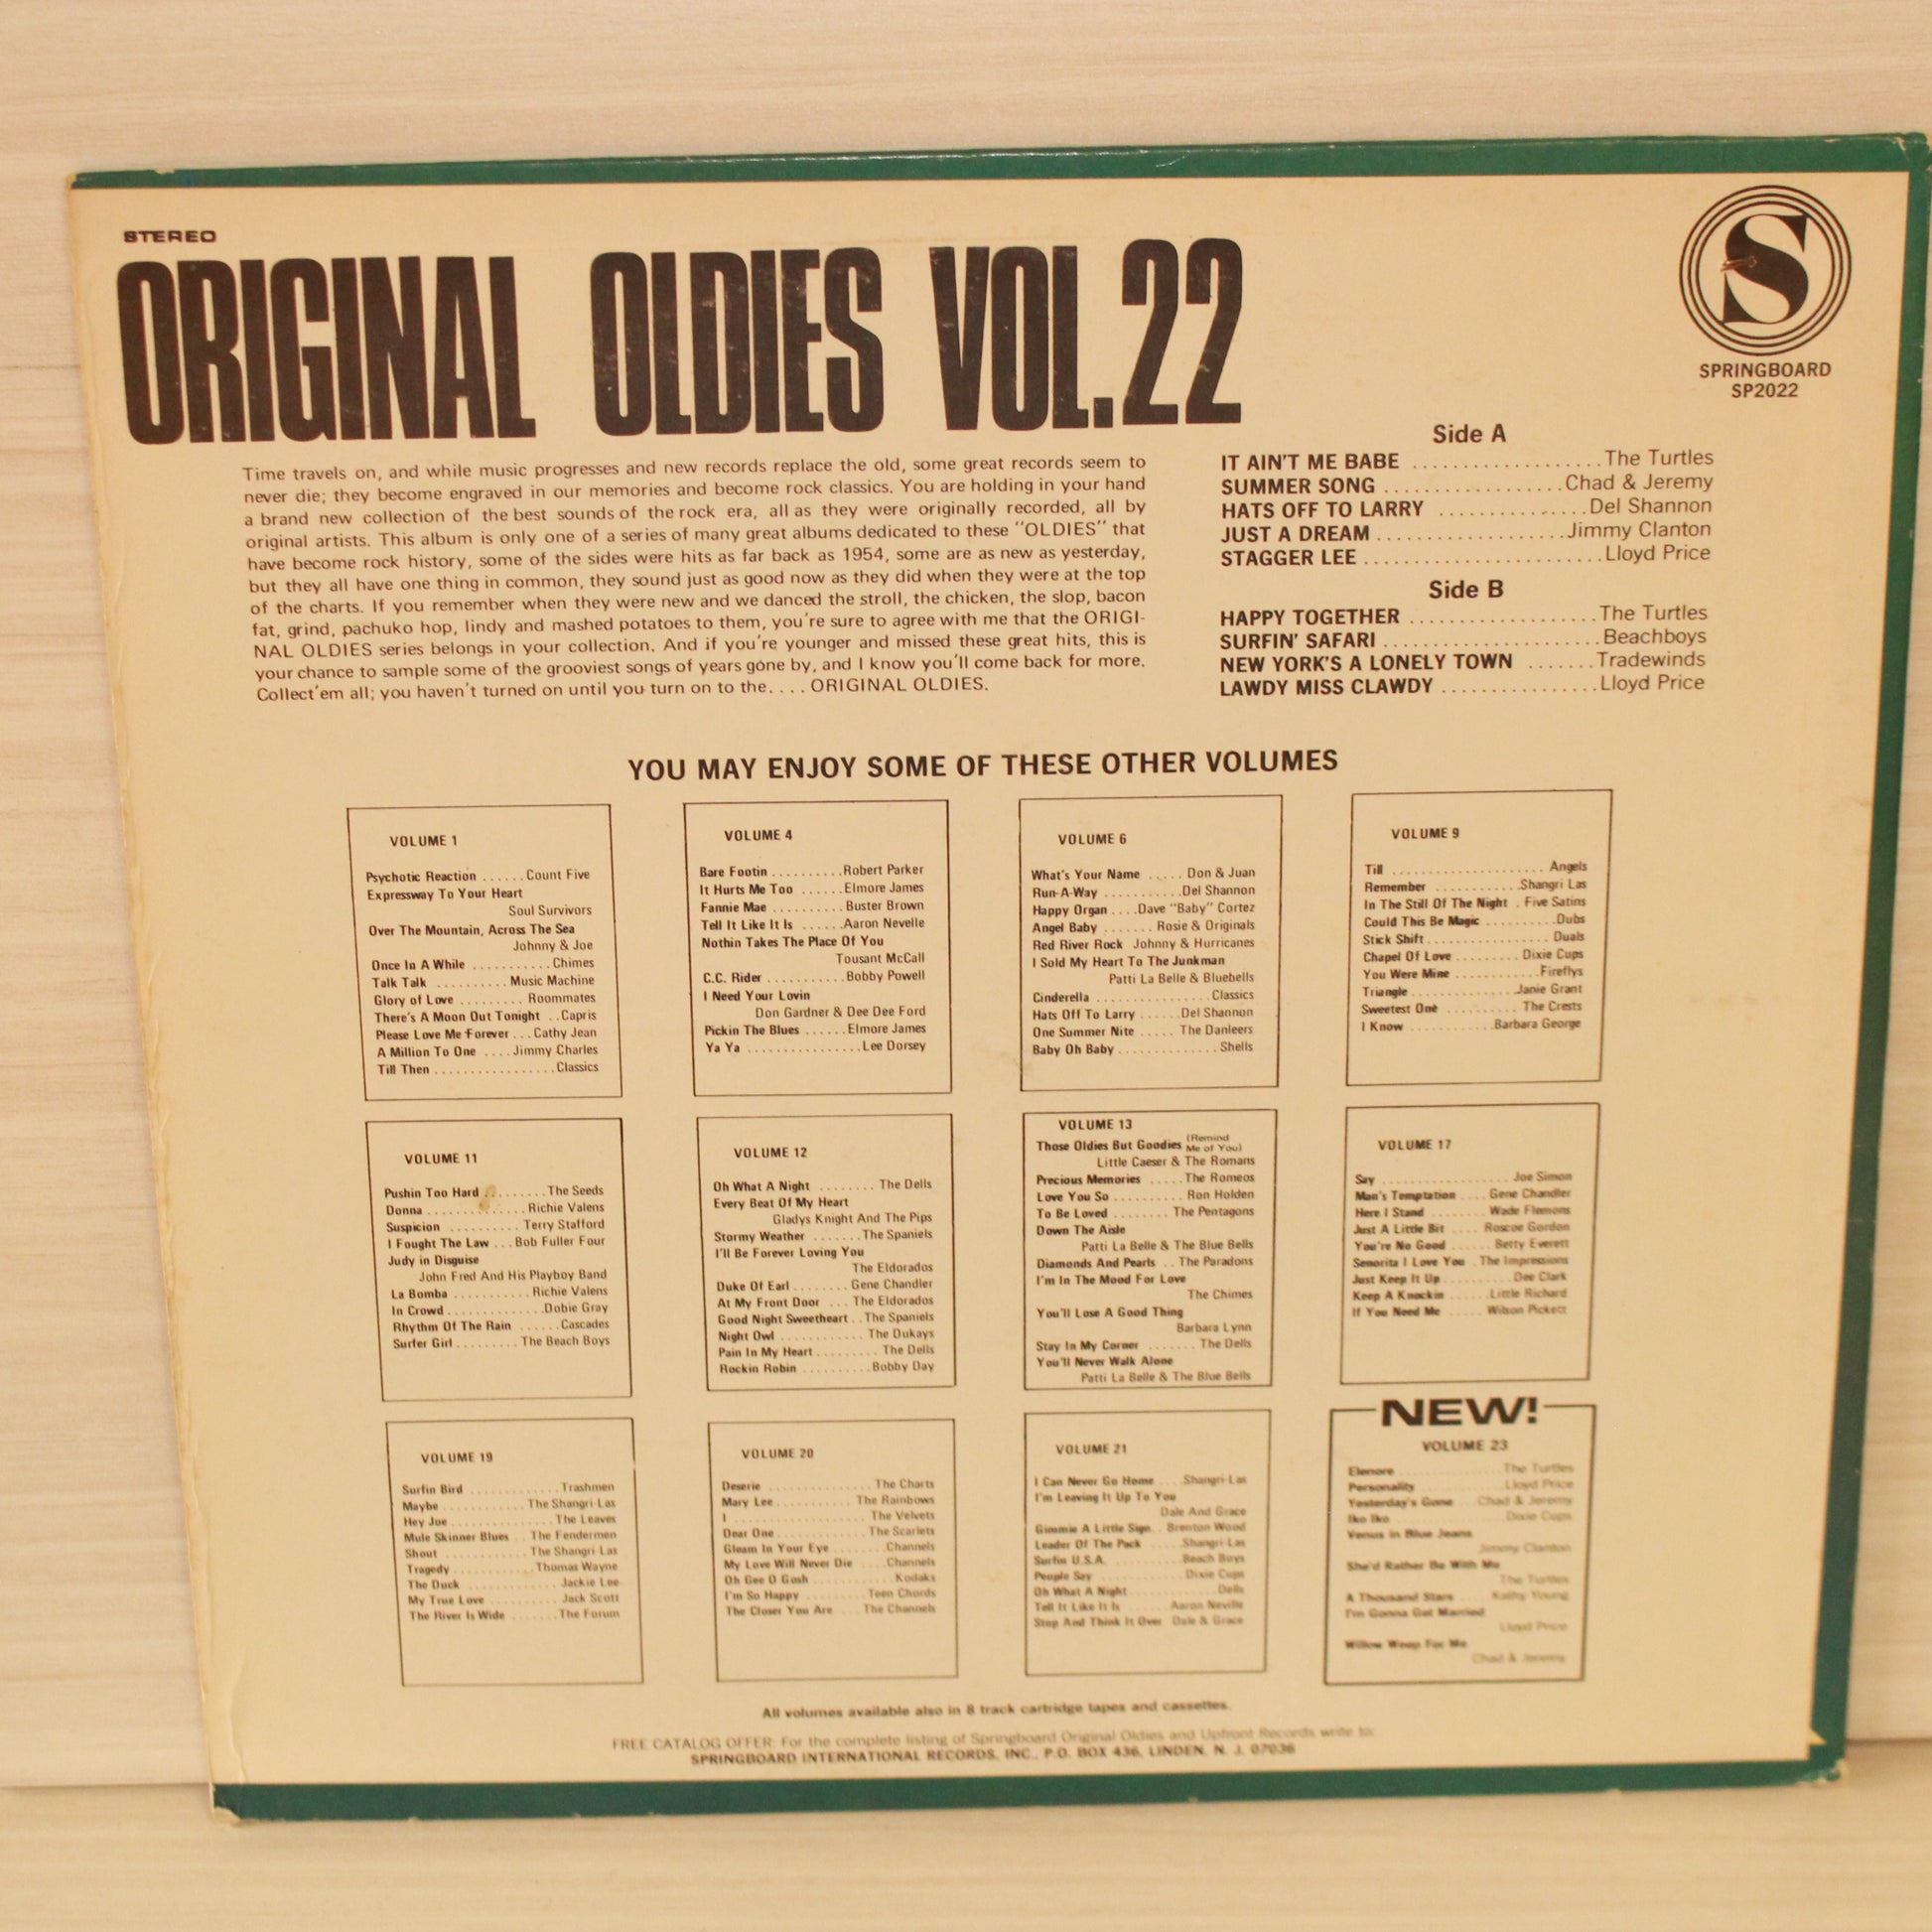 STEREO
ORIGINAL OLDIES VOL.22
S
SPRINGBOARD
SP2022
Time travels on, and while music progresses and new records replace the old, some great records seem to
never die; they become engraved in our memories and become rock classics. You are holding in your hand
a brand new collection of the best sounds of the rock era, all as they were originally recorded, all by
original artists. This album is only one of a series of many great albums dedicated to these "OLDIES" that
have become rock history, some of the sides were hits as far back as 1954, some are as new as yesterday,
but they all have one thing in common, they sound just as good now as they did when they were at the top
of the charts. If you remember when they were new and we danced the stroll, the chicken, the slop, bacon
fat, grind, pachuko hop, lindy and mashed potatoes to them, you're sure to agree with me that the ORIGI-
NAL OLDIES series belongs in your collection. And if you're younger and missed these great hits, this is
your chance to sample some of the grooviest songs of years gone by, and I know you'll come back for more.
Collect'em all; you haven't turned on until you turn on to the.... ORIGINAL OLDIES.
Side A
IT AIN'T ME BABE ................... The Turtles
SUMMER SONG .................. Chad & Jeremy
HATS OFF TO LARRY ............... Del Shannon
JUST A DREAM ................... Jimmy Clanton
STAGGER LEE ........................ Lloyd Price
Side B
HAPPY TOGETHER ................... The Turtles
SURFIN' SAFARI ...................... Beachboys
NEW YORK'S A LONELY TOWN ....... Tradewinds
LAWDY MISS CLAWDY ................ Lloyd Price
YOU MAY ENJOY SOME OF THESE OTHER VOLUMES
VOLUME 1
Psychotic Reaction ...... Count Five
Expressway To Your Heart
Soul Survivors
Over The Mountain, Across The Sea
Johnny & Joe
Once In A While ........... Chimes
Talk Talk .......... Music Machine
Glory of Love ......... Roommates
There's A Moon Out Tonight .. Capris
Please Love Me Forever ... Cathy Jean
A Million To One .... Jimmy Charles
Till Then ................. Classics
VOLUME 4
Bare Footin .......... Robert Parker
It Hurts Me Too ...... Elmore James
Fannie Mae .......... Buster Brown
Tell It Like It Is ...... Aaron Nevelle
Nothin Takes The Place Of You
Tousant McCall
C.C. Rider ........... Bobby Powell
I Need Your Lovin
Don Gardner & Dee Dee Ford
Pickin The Blues ...... Elmore James
Ya Ya ................ Lee Dorsey
VOLUME 6
What's Your Name ..... Don & Juan
Run-A-Way ........... Del Shannon
Happy Organ .... Dave "Baby" Cortez
Angel Baby ....... Rosie & Originals
Red River Rock Johnny & Hurricanes
I Sold My Heart To The Junkman
Patti La Belle & Bluebells
Cinderella ................ Classics
Hats Off To Larry ..... Del Shannon
One Summer Nite ..... The Danleers
Baby Oh Baby .............. Shells
VOLUME 9
Till ...................... Angels
Remember ............ Shangri Las
In The Still Of The Night . Five Satins
Could This Be Magic .......... Dubs
Stick Shift ................. Duals
Chapel Of Love ......... Dixie Cups
You Were Mine ............ Fireflys
Triangle .............. Janie Grant
Sweetest One .......... The Crests
I Know ............ Barbara George
VOLUME 11
Pushin Too Hard ......... The Seeds
Donna .............. Richie Valens
Suspicion .......... Terry Stafford
I Fought The Law ... Bob Fuller Four
Judy in Disguise
John Fred And His Playboy Band
La Bomba ........... Richie Valens
In Crowd ............. Dobie Gray
Rhythm Of The Rain ...... Cascades
Surfer Girl ......... The Beach Boys
VOLUME 12
Oh What A Night ........ The Dells
Every Beat Of My Heart
Gladys Knight And The Pips
Stormy Weather ....... The Spaniels
I'll Be Forever Loving You
The Eldorados
Duke Of Earl ........ Gene Chandler
At My Front Door ... The Eldorados
Good Night Sweetheart .. The Spaniels
Night Owl ............ The Dukays
Pain In My Heart ......... The Dells
Rockin Robin .......... Bobby Day
VOLUME 13
Those Oldies But Goodies (Remind Me of You)
Little Caeser & The Romans
Precious Memories ..... The Romeos
Love You So .......... Ron Holden
To Be Loved ........ The Pentagons
Down The Aisle
Patti La Belle & The Blue Bells
Diamonds And Pearls .. The Paradons
I'm In The Mood For Love
The Chimes
You'll Lose A Good Thing
Barbara Lynn
Stay In My Corner ....... The Dells
You'll Never Walk Alone
Patti La Belle & The Blue Bells
VOLUME 17
Say .................... Joe Simon
Man's Temptation .... Gene Chandler
Here I Stand ........ Wade Flemons
Just A Little Bit ..... Roscoe Gordon
You're No Good ...... Betty Everett
Senorita I Love You . The Impressions
Just Keep It Up .......... Dee Clark
Keep A Knockin ...... Little Richard
If You Need Me ..... Wilson Pickett
VOLUME 19
Surfin Bird ............. Trashmen
Maybe ............ The Shangri-Las
Hey Joe ............... The Leaves
Mule Skinner Blues .. The Fendermen
Shout ............ The Shangri-Las
Tragedy ............ Thomas Wayne
The Duck ............. Jackie Lee
My True Love ........... Jack Scott
The River Is Wide ....... The Forum
VOLUME 20
Deserie ................ The Charts
Mary Lee ........... The Rainbows
I .................... The Velvets
Dear One ............ The Scarlets
Gleam In Your Eye ........ Channels
My Love Will Never Die .... Channels
Oh Gee O Gosh ............ Kodaks
I'm So Happy ......... Teen Chords
The Closer You Are ... The Channels
VOLUME 21
I Can Never Go Home .... Shangri-Las
I'm Leaving It Up To You
Dale And Grace
Gimmie A Little Sign .. Brenton Wood
Leader Of The Pack ..... Shangri-Las
Surfin U.S.A. .......... Beach Boys
People Say ............ Dixie Cups
Oh What A Night ............ Dells
Tell It Like It Is ....... Aaron Neville
Stop And Think It Over Dale & Grace
NEW!
VOLUME 23
Elenore ............... The Turtles
Personality ............ Lloyd Price
Yesterday's Gone Chad & Jeremy
Iko Iko ................ Dixie Cups
Venus in Blue Jeans
Jimmy Clanton
She'd Rather Be With Me
The Turtles
A Thousand Stars .... Kathy Young
I'm Gonna Get Married
Lloyd Price
Willow Weep For Me
Chad & Jeremy
All volumes available also in 8 track cartridge tapes and cassettes.
FREE CATALOG OFFER: For the complete listing of Springboard Original Oldies and Upfront Records write to:
SPRINGBOARD INTERNATIONAL RECORDS, INC., P.O. BOX 436, LINDEN, N. J. 07036